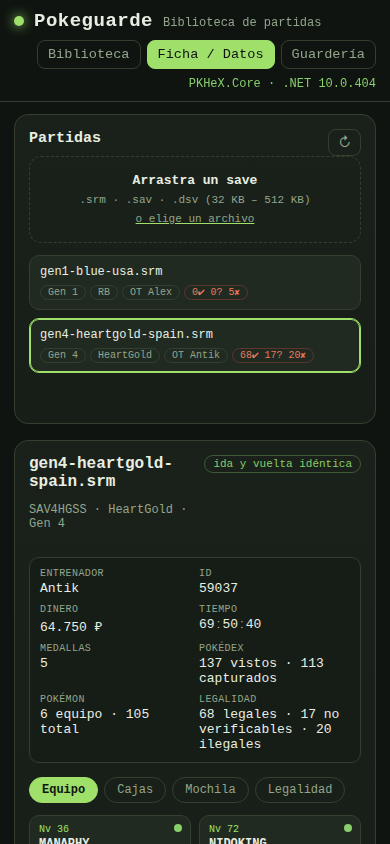 Pokeguarde Biblioteca de partidas
Biblioteca
Ficha / Datos
Guardería
PKHeX.Core · .NET 10.0.404
Partidas
↻
Arrastra un save
.srm · .sav · .dsv (32 KB – 512 KB)
o elige un archivo
gen1-blue-usa.srm
Gen 1 RB OT Alex 0✔ 0? 5✘
gen4-heartgold-spain.srm
Gen 4 HeartGold OT Antik 68✔ 17? 20✘
gen4-heartgold-
spain.srm
ida y vuelta idéntica
SAV4HGSS · HeartGold ·
Gen 4
ENTRENADOR
Antik
ID
59037
DINERO
64.750 ₽
TIEMPO
69:50:40
MEDALLAS
5
POKÉDEX
137 vistos · 113
capturados
POKÉMON
6 equipo · 105
total
LEGALIDAD
68 legales · 17 no
verificables · 20
ilegales
Equipo
Cajas
Mochila
Legalidad
Nv 36
MANAPHY
Nv 72
NIDOKING